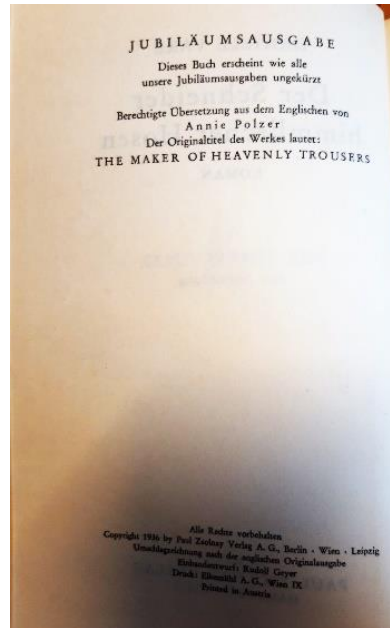 JUBILÄUMSAUSGABE
Dieses Buch erscheint wie alle
unsere Jubiläumsausgaben ungekürzt
Berechtigte Übersetzung aus dem Englischen von
Annie Polzer
Der Originaltitel des Werkes lautet:
THE MAKER OF HEAVENLY TROUSERS
Alle Rechte vorbehalten
Copyright 1936 by Paul Zsolnay Verlag A. G., Berlin · Wien · Leipzig
Umschlagzeichnung nach der englischen Originalausgabe
Einbandentwurf: Rudolf Geyer
Druck: Elbemühl A. G., Wien IX
Printed in Austria